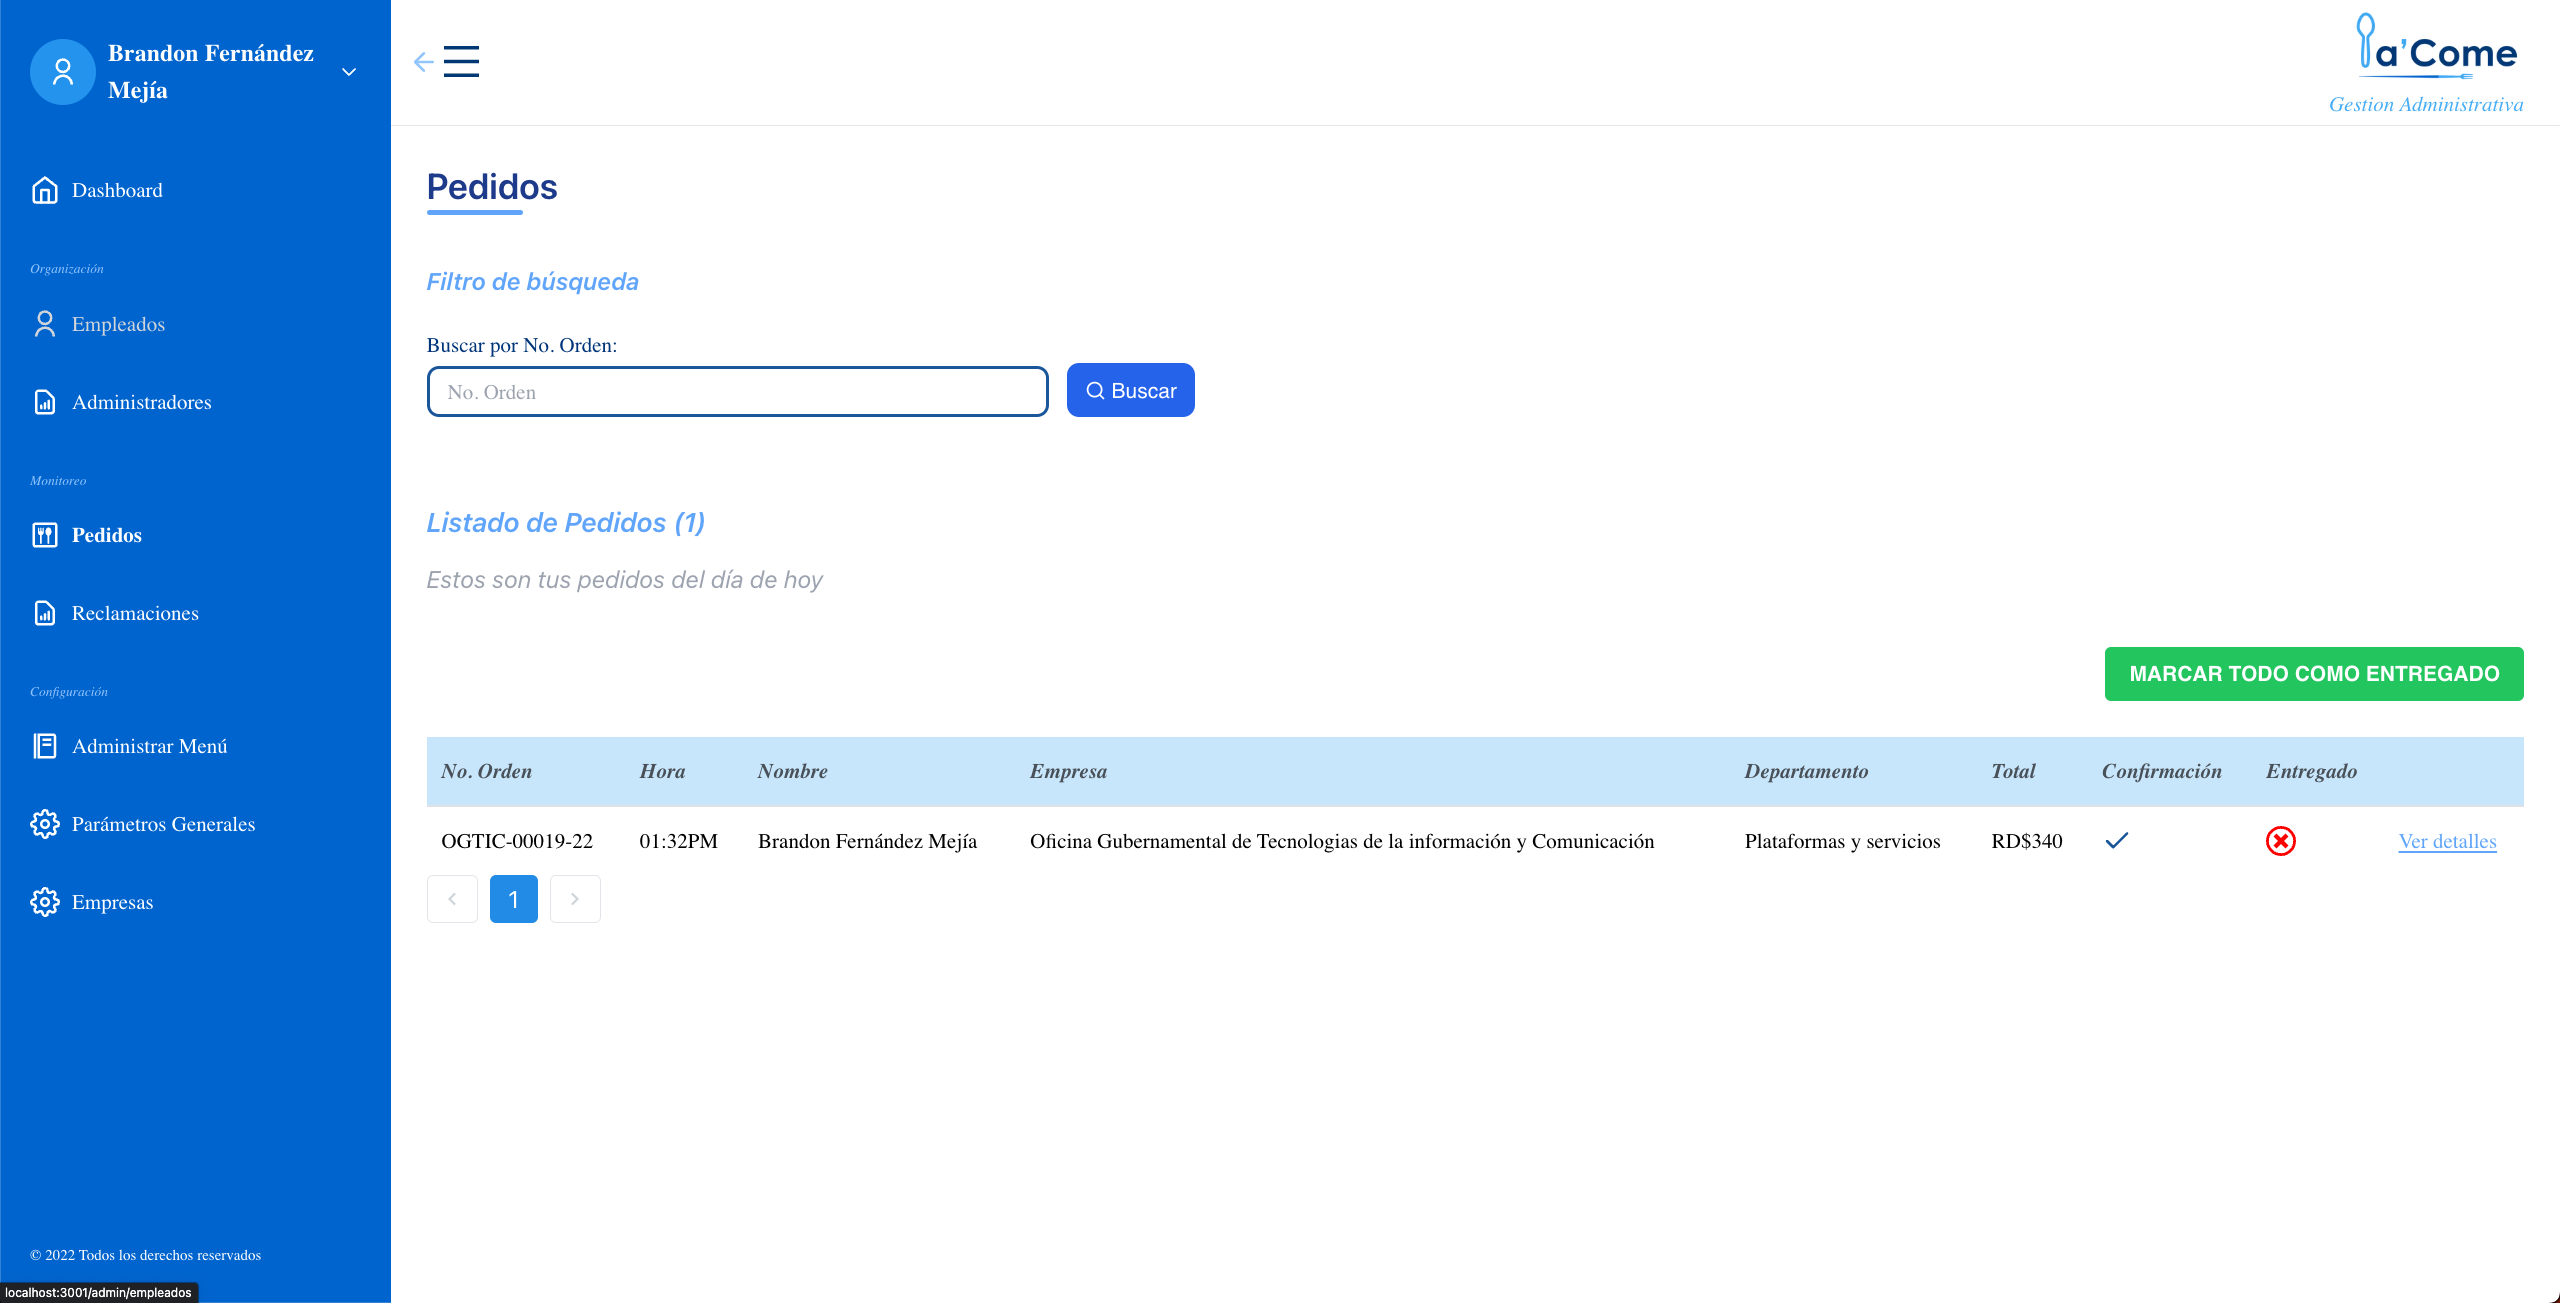 Brandon Fernández
Mejía
Dashboard
Organización
Empleados
Administradores
Monitoreo
Pedidos
Reclamaciones
Configuración
Administrar Menú
Parámetros Generales
Empresas
© 2022 Todos los derechos reservados
localhost:3001/admin/empleados
la'Come
Gestion Administrativa
Pedidos
Filtro de búsqueda
Buscar por No. Orden:
No. Orden
Buscar
Listado de Pedidos (1)
Estos son tus pedidos del día de hoy
MARCAR TODO COMO ENTREGADO
No. Orden Hora Nombre Empresa Departamento Total Confirmación Entregado
OGTIC-00019-22 01:32PM Brandon Fernández Mejía Oficina Gubernamental de Tecnologias de la información y Comunicación Plataformas y servicios RD$340 Ver detalles
1